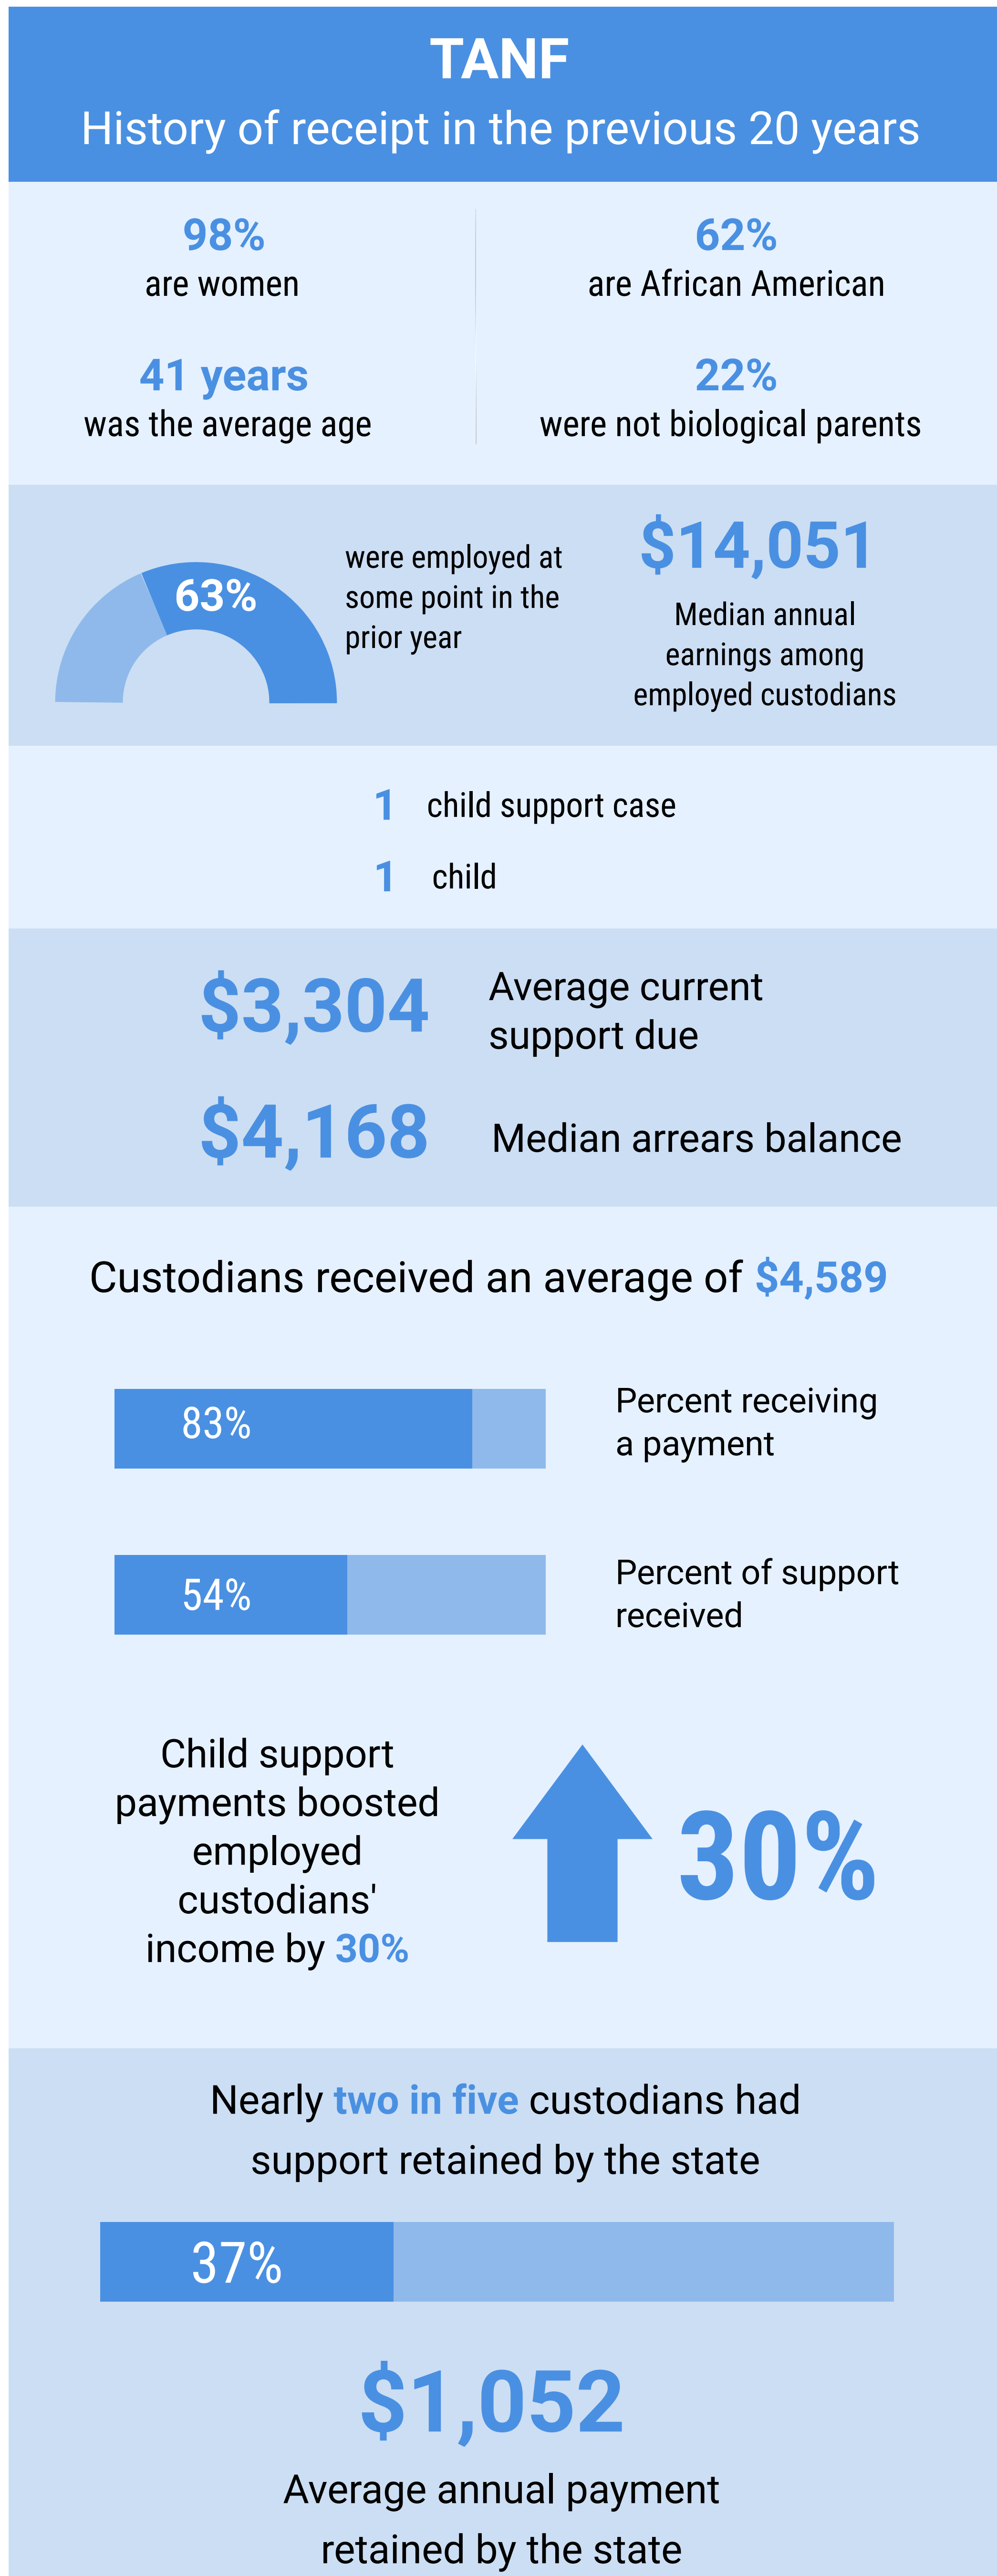 TANF
History of receipt in the previous 20 years
98%
are women
62%
are African American
41 years
was the average age
22%
were not biological parents
63%
were employed at
some point in the
prior year
$14,051
Median annual
earnings among
employed custodians
1 child support case
1 child
$3,304
Average current
support due
$4,168
Median arrears balance
Custodians received an average of $4,589
83%
Percent receiving
a payment
54%
Percent of support
received
Child support
payments boosted
employed
custodians'
income by 30%
30%
Nearly two in five custodians had
support retained by the state
37%
$1,052
Average annual payment
retained by the state